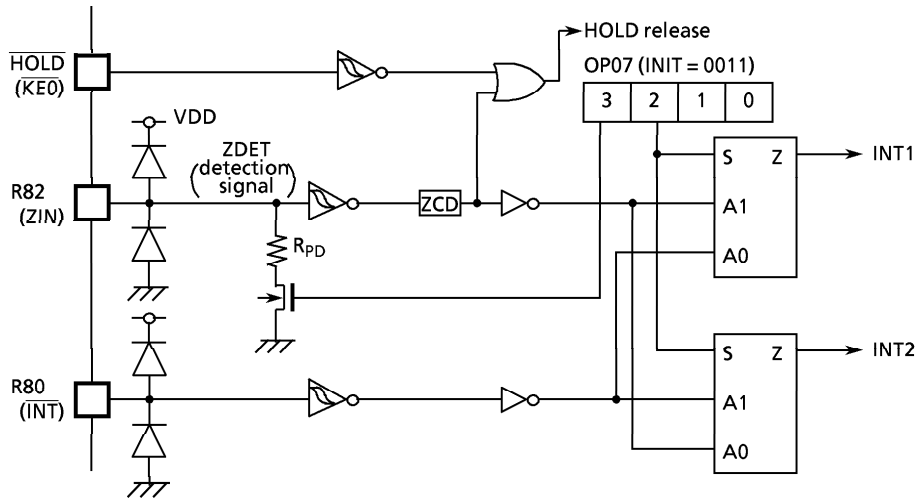 HOLD
(KE0)
HOLD release
OP07 (INIT = 0011)
3 2 1 0
VDD
ZDET
(detection
signal)
R82
(ZIN)
ZCD
RPD
S Z
A1
A0
INT1
R80
(INT)
S Z
A1
A0
INT2